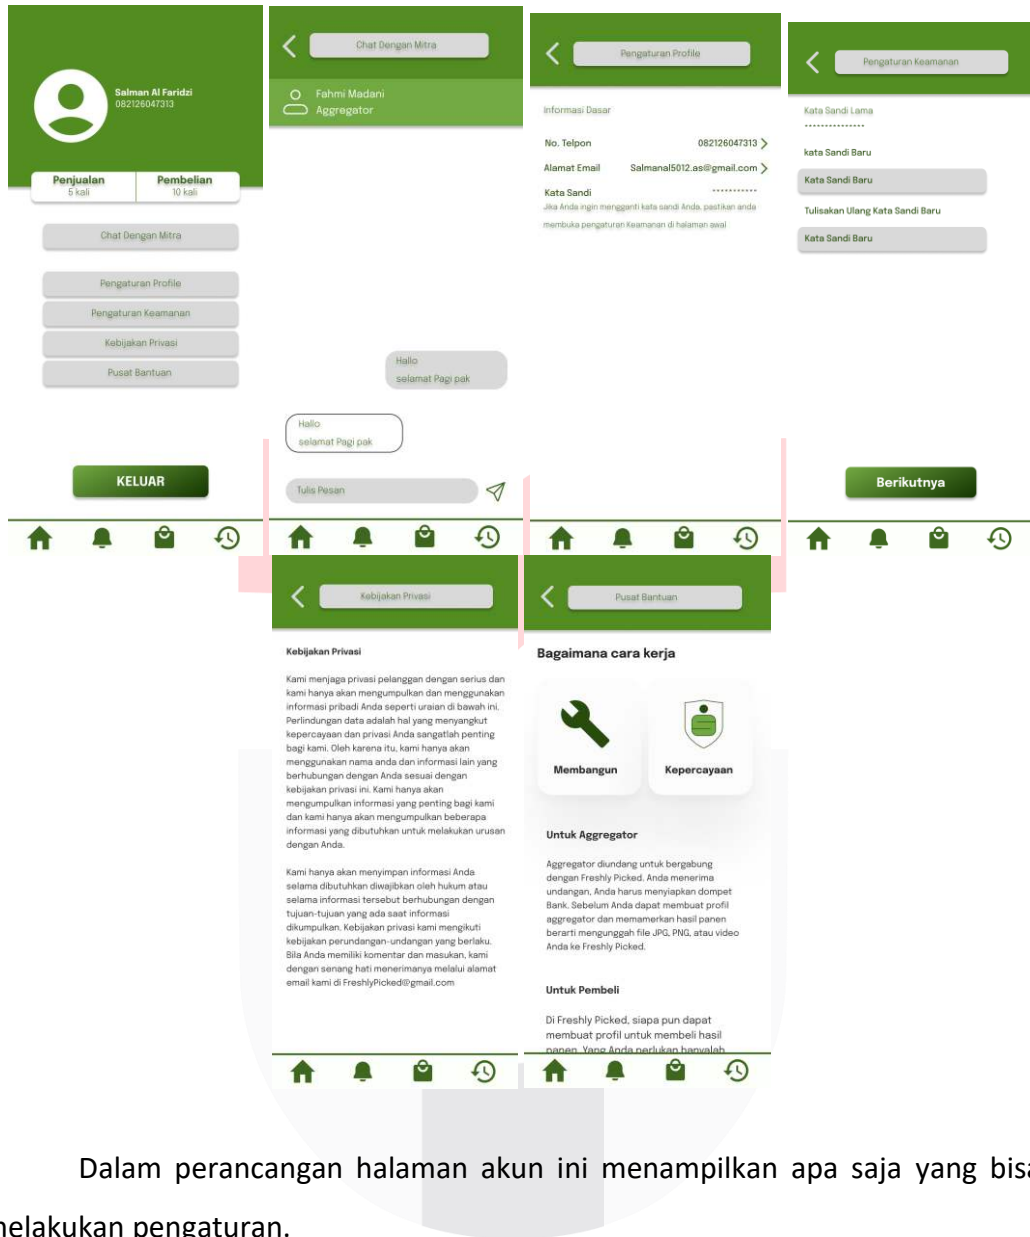 Salman Al Faridzi
082126047313
Penjualan
5 kali
Pembelian
10 kali
Chat Dengan Mitra
Pengaturan Profile
Pengaturan Keamanan
Kebijakan Privasi
Pusat Bantuan
KELUAR
Chat Dengan Mitra
Fahmi Madani
Aggregator
Hallo
selamat Pagi pak
Hallo
selamat Pagi pak
Tulis Pesan
Pengaturan Profile
Informasi Dasar
No. Telpon 082126047313
Alamat Email Salmanal5012.as@gmail.com
Kata Sandi -----------
Jika Anda ingin mengganti kata sandi Anda, pastikan anda
membuka pengaturan Keamanan di halaman awal
Pengaturan Keamanan
Kata Sandi Lama
---------------
kata Sandi Baru
Kata Sandi Baru
Tulisakan Ulang Kata Sandi Baru
Kata Sandi Baru
Berikutnya
Kebijakan Privasi
Kebijakan Privasi
Kami menjaga privasi pelanggan dengan serius dan
kami hanya akan mengumpulkan dan menggunakan
informasi pribadi Anda seperti uraian di bawah ini.
Perlindungan data adalah hal yang menyangkut
kepercayaan dan privasi Anda sangatlah penting
bagi kami. Oleh karena itu, kami hanya akan
menggunakan nama anda dan informasi lain yang
berhubungan dengan Anda sesuai dengan
kebijakan privasi ini. Kami hanya akan
mengumpulkan informasi yang penting bagi kami
dan kami hanya akan mengumpulkan beberapa
informasi yang dibutuhkan untuk melakukan urusan
dengan Anda.
Kami hanya akan menyimpan informasi Anda
selama dibutuhkan diwajibkan oleh hukum atau
selama informasi tersebut berhubungan dengan
tujuan-tujuan yang ada saat informasi
dikumpulkan. Kebijakan privasi kami mengikuti
kebijakan perundangan-undangan yang berlaku.
Bila Anda memiliki komentar dan masukan, kami
dengan senang hati menerimanya melalui alamat
email kami di FreshlyPicked@gmail.com
Pusat Bantuan
Bagaimana cara kerja
Membangun
Kepercayaan
Untuk Aggregator
Aggregator diundang untuk bergabung
dengan Freshly Picked. Anda menerima
undangan, Anda harus menyiapkan dompet
Bank. Sebelum Anda dapat membuat profil
aggregator dan memamerkan hasil panen
berarti mengunggah file JPG, PNG, atau video
Anda ke Freshly Picked.
Untuk Pembeli
Di Freshly Picked, siapa pun dapat
membuat profil untuk membeli hasil
panen. Yang Anda perlukan hanyalah
Dalam perancangan halaman akun ini menampilkan apa saja yang bisa
melakukan pengaturan.